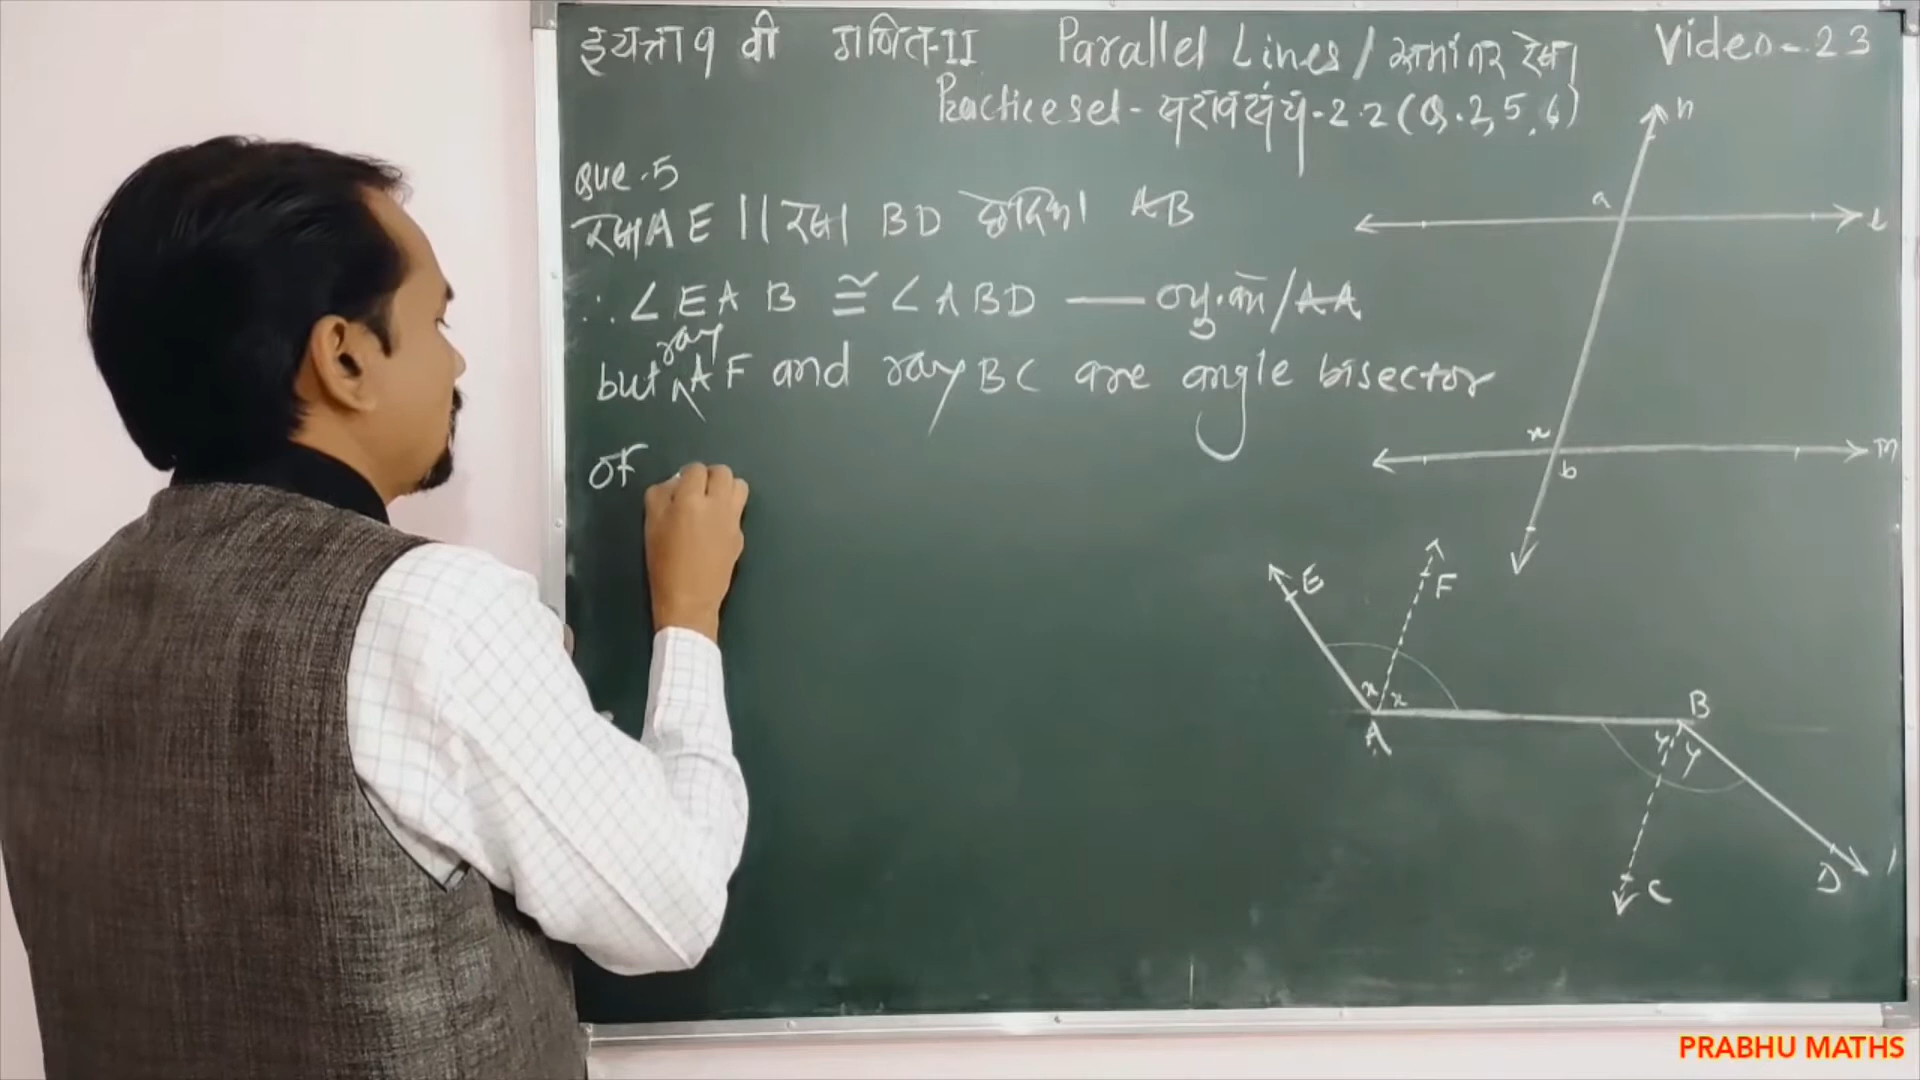 इयत्ता 9 वी गणित-II Parallel Lines / समांतर रेषा Video-23
Practice set - सरावसंच - 2.2 (Q. 2, 5, 6)
Que.5
रेषा AE || रेषा BD छेदिका AB
∴ ∠EAB ≅ ∠ABD — व्यु.को / AA
ray
but ^ AF and ray BC are angle bisector
of
n
a
l
x
m
b
E
F
x
x
A
B
y
y
C
D
PRABHU MATHS